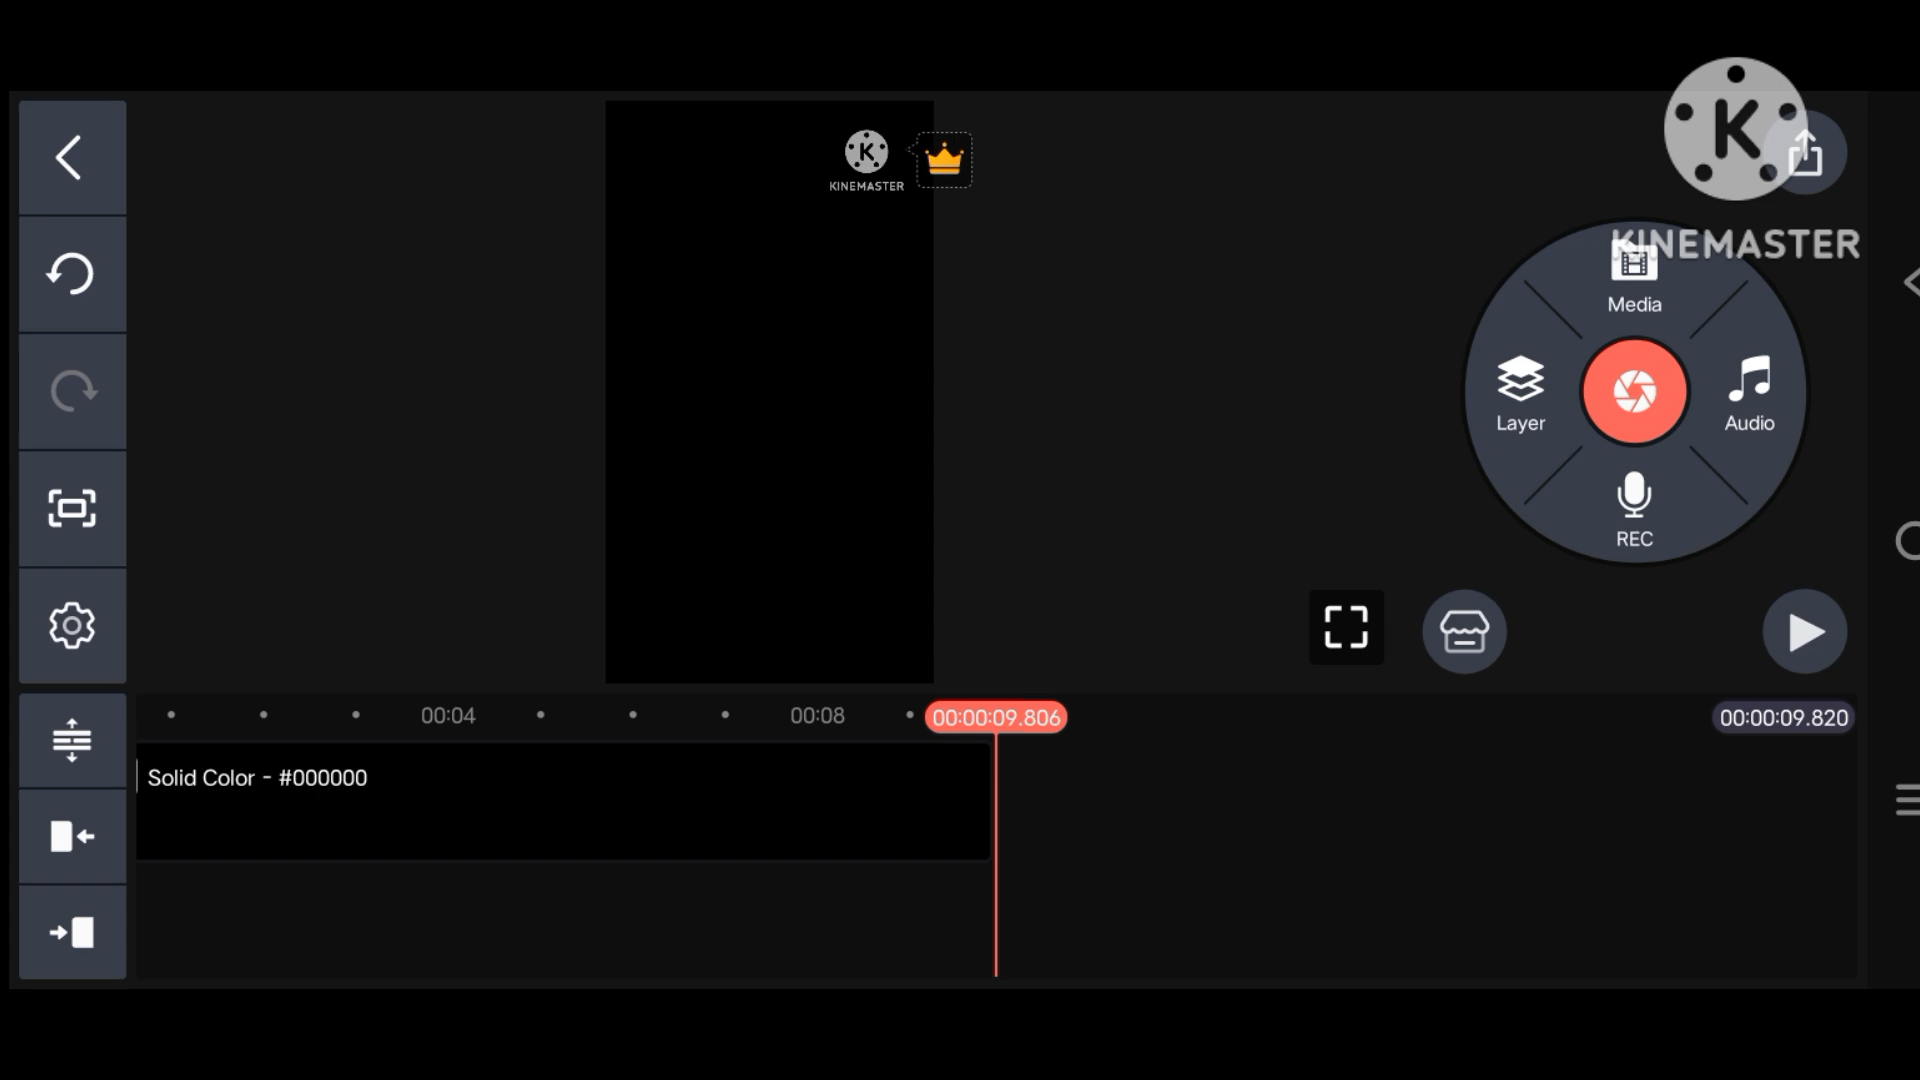 K
KINEMASTER
K
KINEMASTER
Media
Layer
Audio
REC
00:04
00:08
00:00:09.806
00:00:09.820
Solid Color - #000000